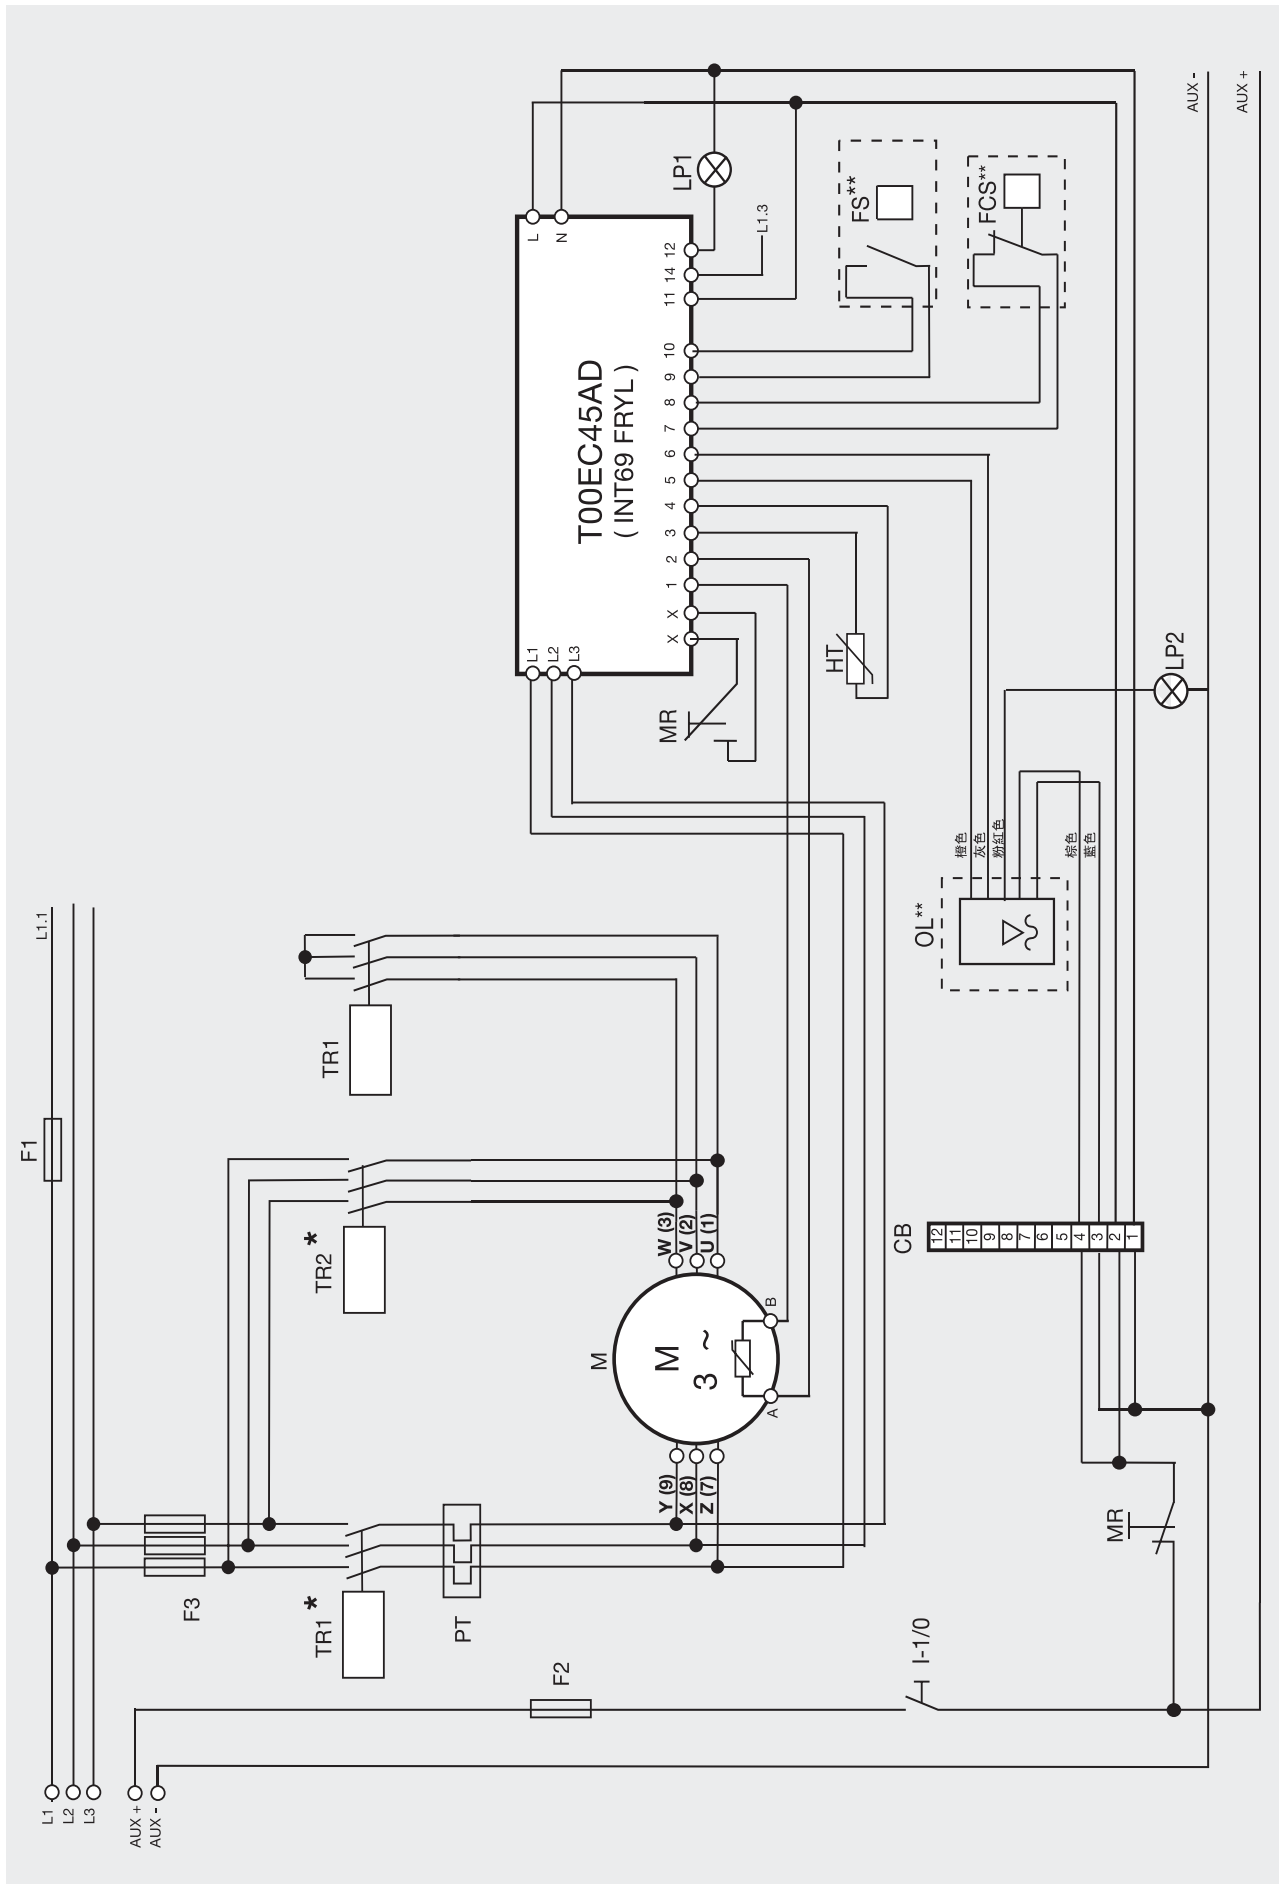 L1
L2
L3
AUX +
AUX -
F1
L1.1
F3
TR1 *
TR2 *
TR1
PT
F2
M
M
3 ~
A
B
Y (9)
X (8)
Z (7)
W (3)
V (2)
U (1)
L1
L2
L3
L
N
T00EC45AD
( INT69 FRYL )
X
X
1
2
3
4
5
6
7
8
9
10
11
14
12
MR
LP1
L1.3
HT
FS**
FCS**
I-1/0
CB
12
11
10
9
8
7
6
5
4
3
2
1
OL**
橙色
灰色
粉紅色
棕色
藍色
MR
LP2
AUX -
AUX +